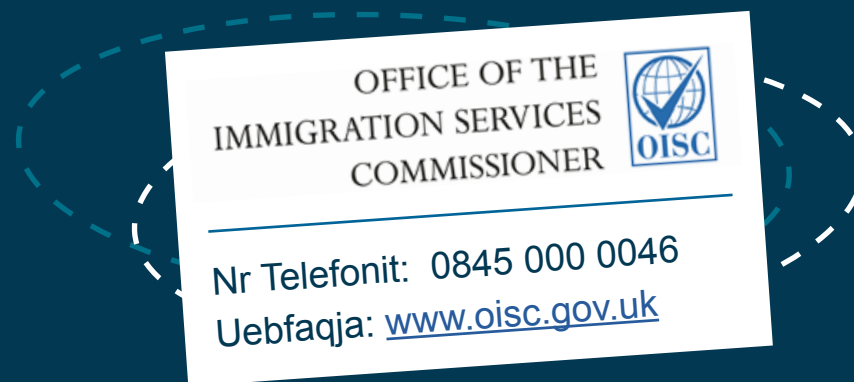 OFFICE OF THE
IMMIGRATION SERVICES
COMMISSIONER
OISC
Nr Telefonit: 0845 000 0046
Uebfaqja: www.oisc.gov.uk